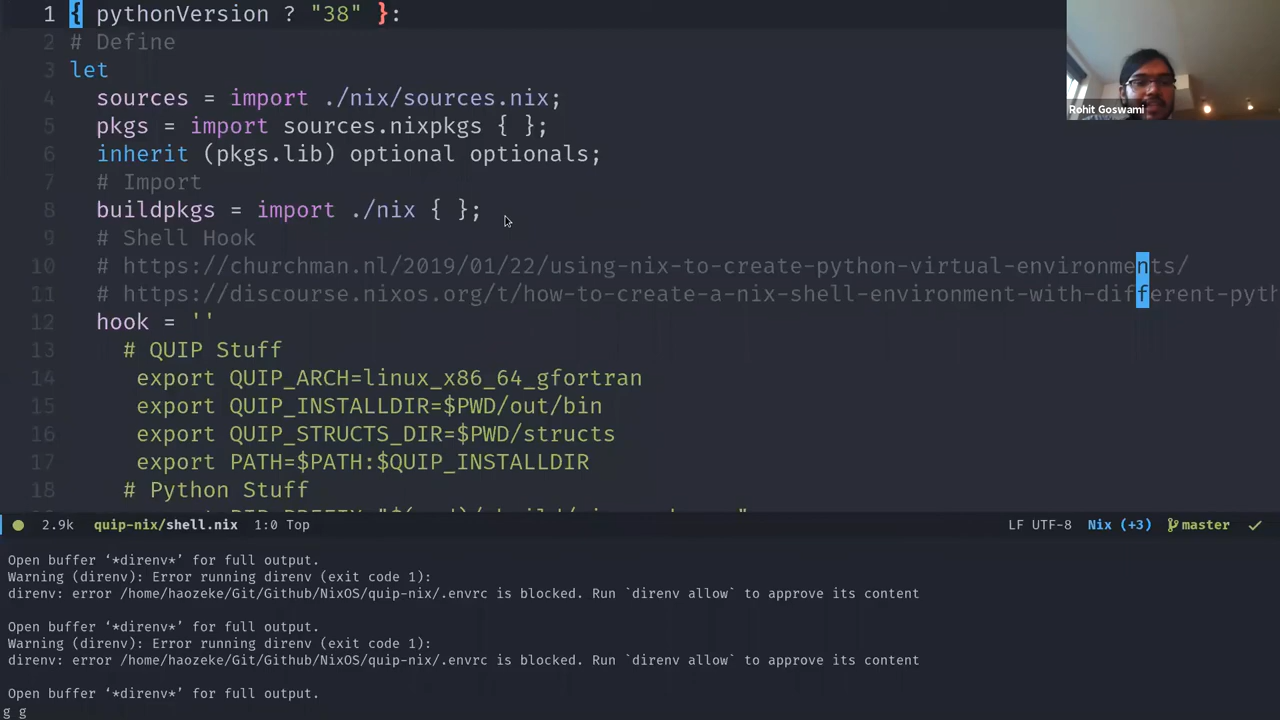 1 { pythonVersion ? "38" }:
2 # Define
3 let
4 sources = import ./nix/sources.nix;
5 pkgs = import sources.nixpkgs { };
6 inherit (pkgs.lib) optional optionals;
7 # Import
8 buildpkgs = import ./nix { };
9 # Shell Hook
10 # https://churchman.nl/2019/01/22/using-nix-to-create-python-virtual-environments/
11 # https://discourse.nixos.org/t/how-to-create-a-nix-shell-environment-with-different-pyth
12 hook = ''
13 # QUIP Stuff
14 export QUIP_ARCH=linux_x86_64_gfortran
15 export QUIP_INSTALLDIR=$PWD/out/bin
16 export QUIP_STRUCTS_DIR=$PWD/structs
17 export PATH=$PATH:$QUIP_INSTALLDIR
18 # Python Stuff
Rohit Goswami
2.9k quip-nix/shell.nix 1:0 Top LF UTF-8 Nix (+3) master
Open buffer ‘*direnv*’ for full output.
Warning (direnv): Error running direnv (exit code 1):
direnv: error /home/haozeke/Git/Github/NixOS/quip-nix/.envrc is blocked. Run `direnv allow` to approve its content
Open buffer ‘*direnv*’ for full output.
Warning (direnv): Error running direnv (exit code 1):
direnv: error /home/haozeke/Git/Github/NixOS/quip-nix/.envrc is blocked. Run `direnv allow` to approve its content
Open buffer ‘*direnv*’ for full output.
g g